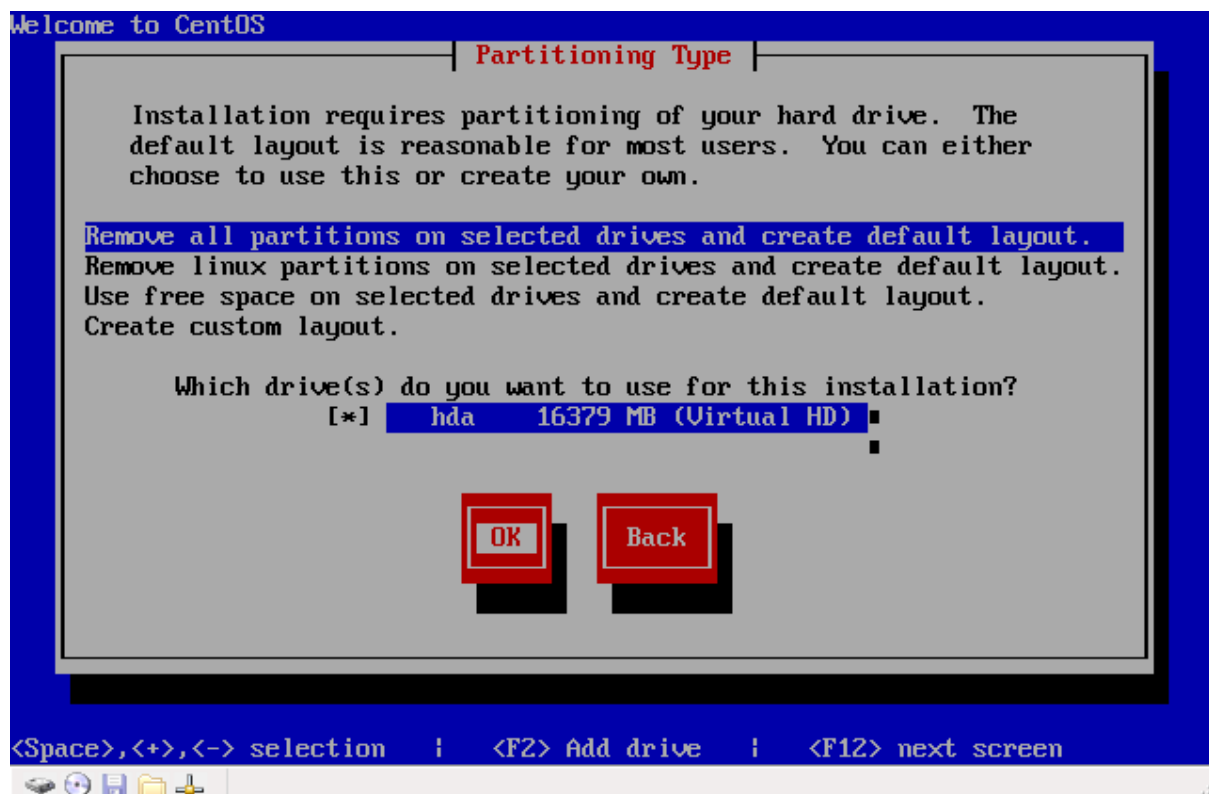 Welcome to CentOS
Partitioning Type
Installation requires partitioning of your hard drive. The
default layout is reasonable for most users. You can either
choose to use this or create your own.
Remove all partitions on selected drives and create default layout.
Remove linux partitions on selected drives and create default layout.
Use free space on selected drives and create default layout.
Create custom layout.
Which drive(s) do you want to use for this installation?
[*] hda 16379 MB (Virtual HD)
OK Back
<Space>,<+>,<-> selection | <F2> Add drive | <F12> next screen